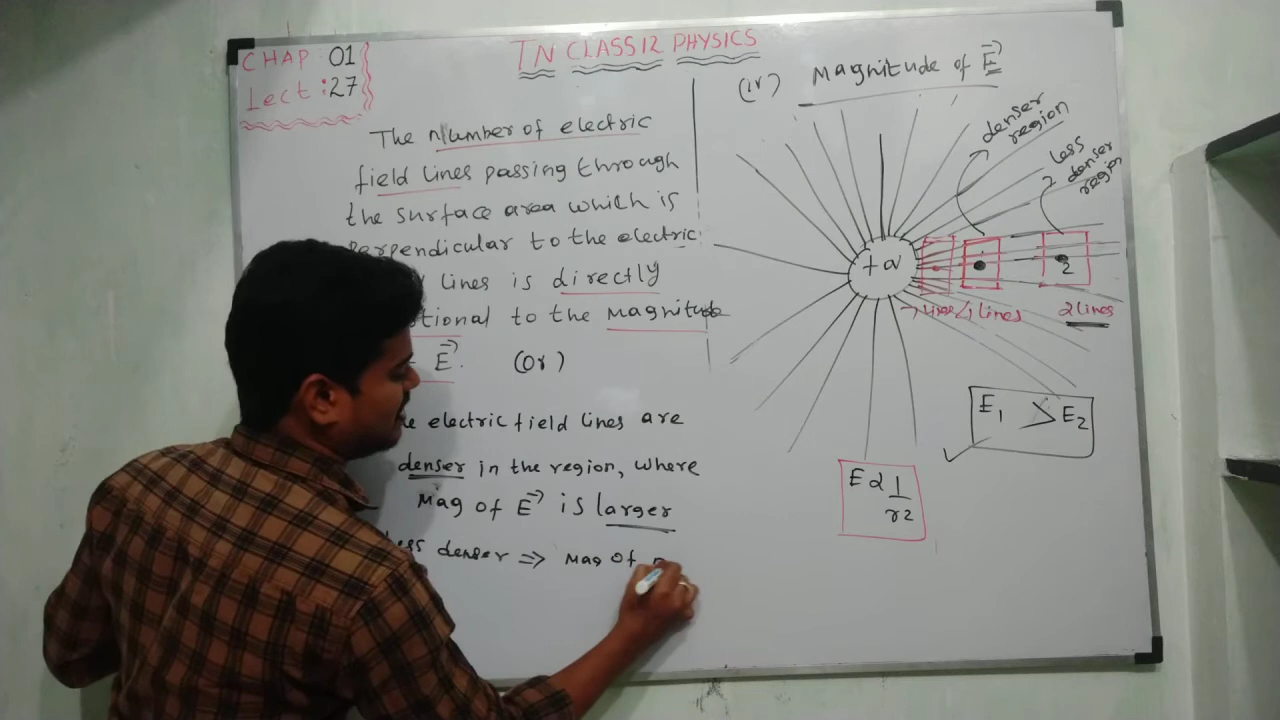 CHAP 01
Lect : 27
TN CLASS 12 PHYSICS
The Number of electric
field lines passing through
the surface area which is
perpendicular to the electric
lines is directly
to the magnitude
E⃗. (Or)
electric field lines are
denser in the region, where
Mag of E⃗ is larger
denser ⇒ Mag of
(iv) Magnitude of E⃗
denser
region
less
denser
region
+q
2
7 lines
4 lines
2 lines
E₁ > E₂
E α 1/r²